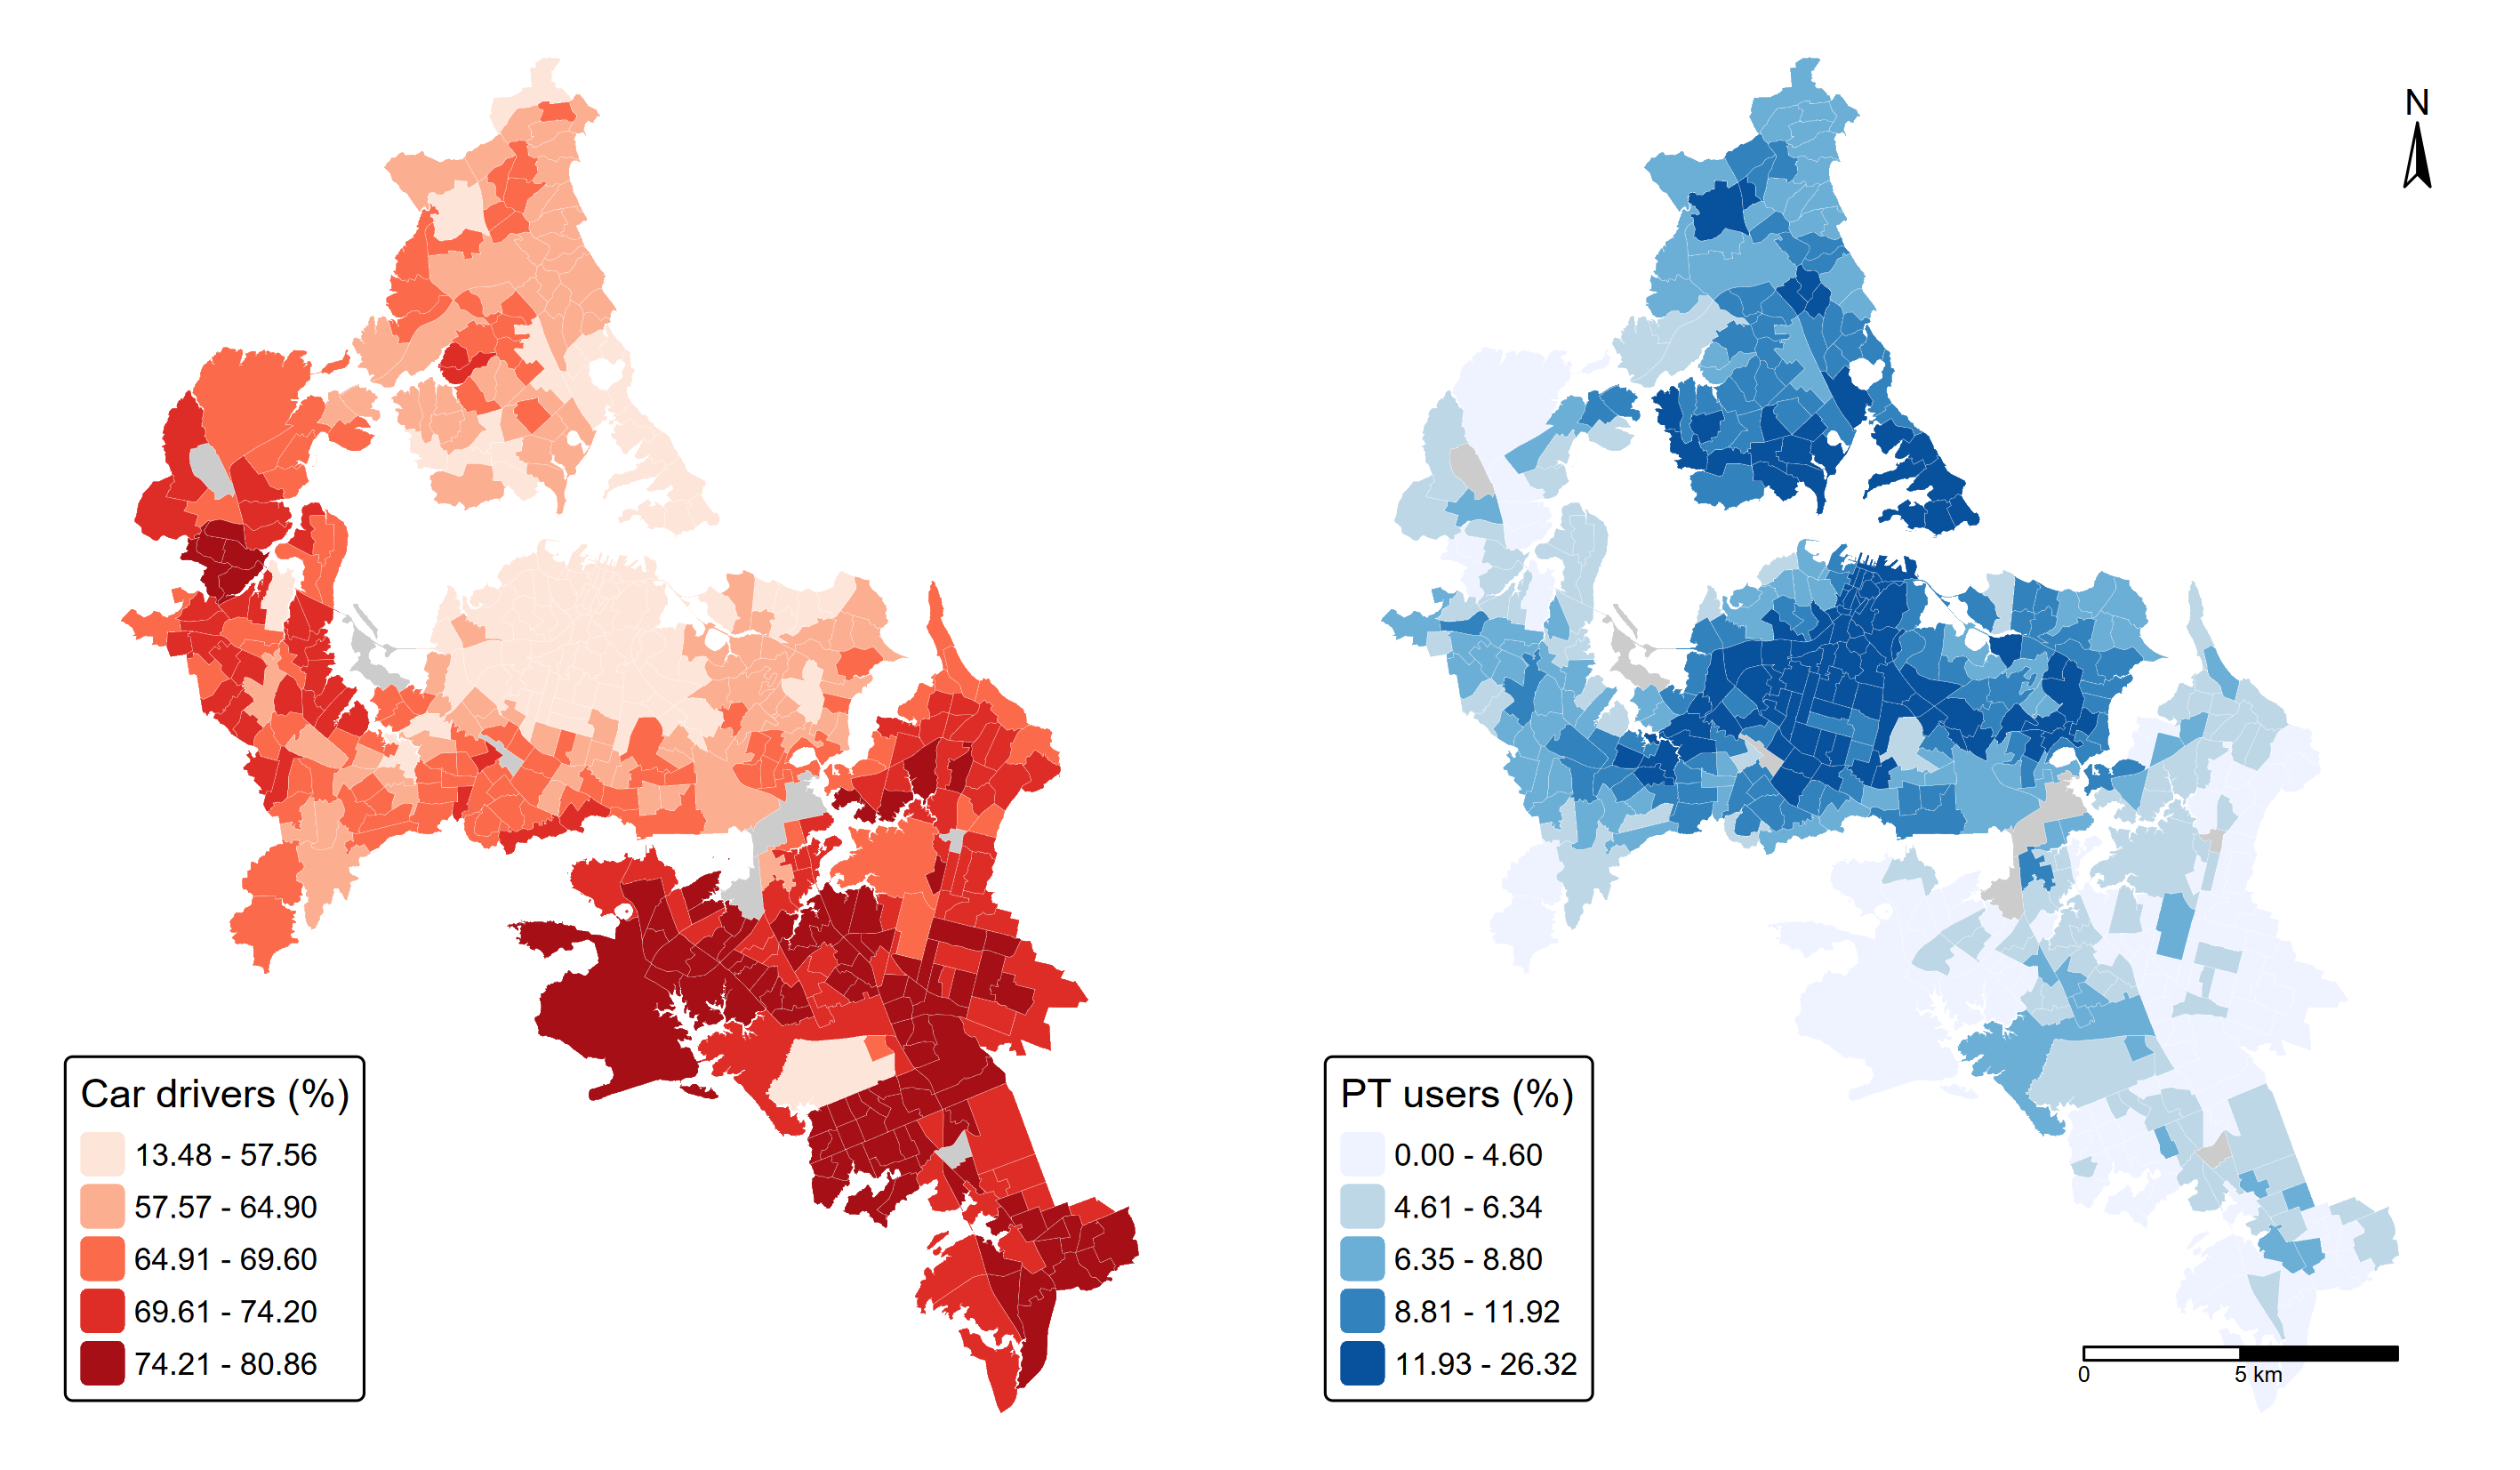 N
Car drivers (%)
13.48 - 57.56
57.57 - 64.90
64.91 - 69.60
69.61 - 74.20
74.21 - 80.86
PT users (%)
0.00 - 4.60
4.61 - 6.34
6.35 - 8.80
8.81 - 11.92
11.93 - 26.32
0 5 km